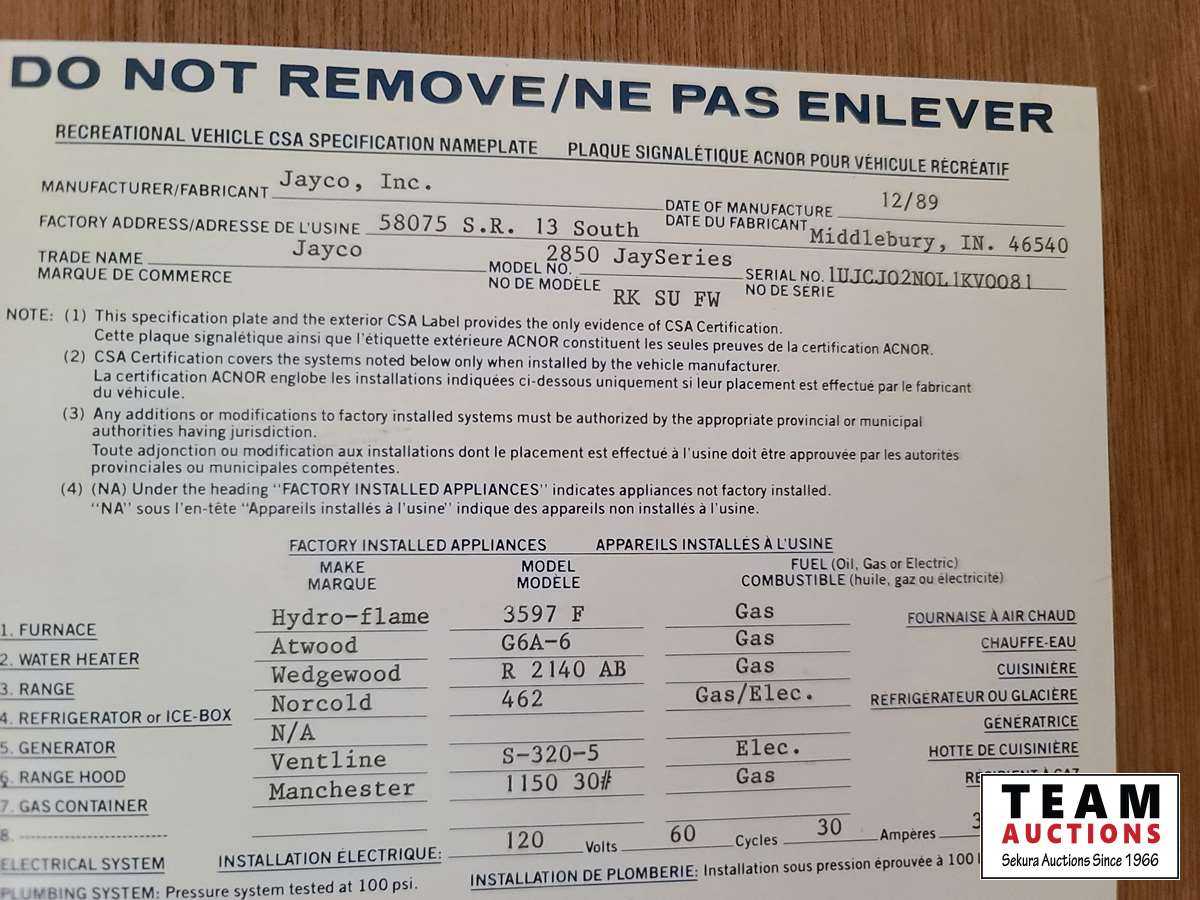 DO NOT REMOVE/NE PAS ENLEVER
RECREATIONAL VEHICLE CSA SPECIFICATION NAMEPLATE PLAQUE SIGNALÉTIQUE ACNOR POUR VÉHICULE RÉCRÉATIF
MANUFACTURER/FABRICANT Jayco, Inc.
DATE OF MANUFACTURE 12/89
DATE DU FABRICANT
FACTORY ADDRESS/ADRESSE DE L'USINE 58075 S.R. 13 South Middlebury, IN. 46540
TRADE NAME Jayco MODEL NO. 2850 JaySeries SERIAL NO. 1UJCJ02N0L1KV0081
MARQUE DE COMMERCE NO DE MODÈLE RK SU FW NO DE SÉRIE
NOTE: (1) This specification plate and the exterior CSA Label provides the only evidence of CSA Certification.
Cette plaque signalétique ainsi que l'étiquette extérieure ACNOR constituent les seules preuves de la certification ACNOR.
(2) CSA Certification covers the systems noted below only when installed by the vehicle manufacturer.
La certification ACNOR englobe les installations indiquées ci-dessous uniquement si leur placement est effectué par le fabricant
du véhicule.
(3) Any additions or modifications to factory installed systems must be authorized by the appropriate provincial or municipal
authorities having jurisdiction.
Toute adjonction ou modification aux installations dont le placement est effectué à l'usine doit être approuvée par les autorités
provinciales ou municipales compétentes.
(4) (NA) Under the heading "FACTORY INSTALLED APPLIANCES" indicates appliances not factory installed.
"NA" sous l'en-tête "Appareils installés à l'usine" indique des appareils non installés à l'usine.
FACTORY INSTALLED APPLIANCES APPAREILS INSTALLÉS À L'USINE
MAKE MODEL FUEL (Oil, Gas or Electric)
MARQUE MODÈLE COMBUSTIBLE (huile, gaz ou électricité)
1. FURNACE Hydro-flame 3597 F Gas FOURNAISE À AIR CHAUD
2. WATER HEATER Atwood G6A-6 Gas CHAUFFE-EAU
3. RANGE Wedgewood R 2140 AB Gas CUISINIÈRE
4. REFRIGERATOR or ICE-BOX Norcold 462 Gas/Elec. RÉFRIGÉRATEUR OU GLACIÈRE
5. GENERATOR N/A GÉNÉRATRICE
6. RANGE HOOD Ventline S-320-5 Elec. HOTTE DE CUISINIÈRE
7. GAS CONTAINER Manchester 1150 30# Gas
8.
ELECTRICAL SYSTEM INSTALLATION ÉLECTRIQUE: 120 Volts 60 Cycles 30 Ampères
PLUMBING SYSTEM: Pressure system tested at 100 psi. INSTALLATION DE PLOMBERIE: Installation sous pression éprouvée à 100
TEAM
AUCTIONS
Sekura Auctions Since 1966